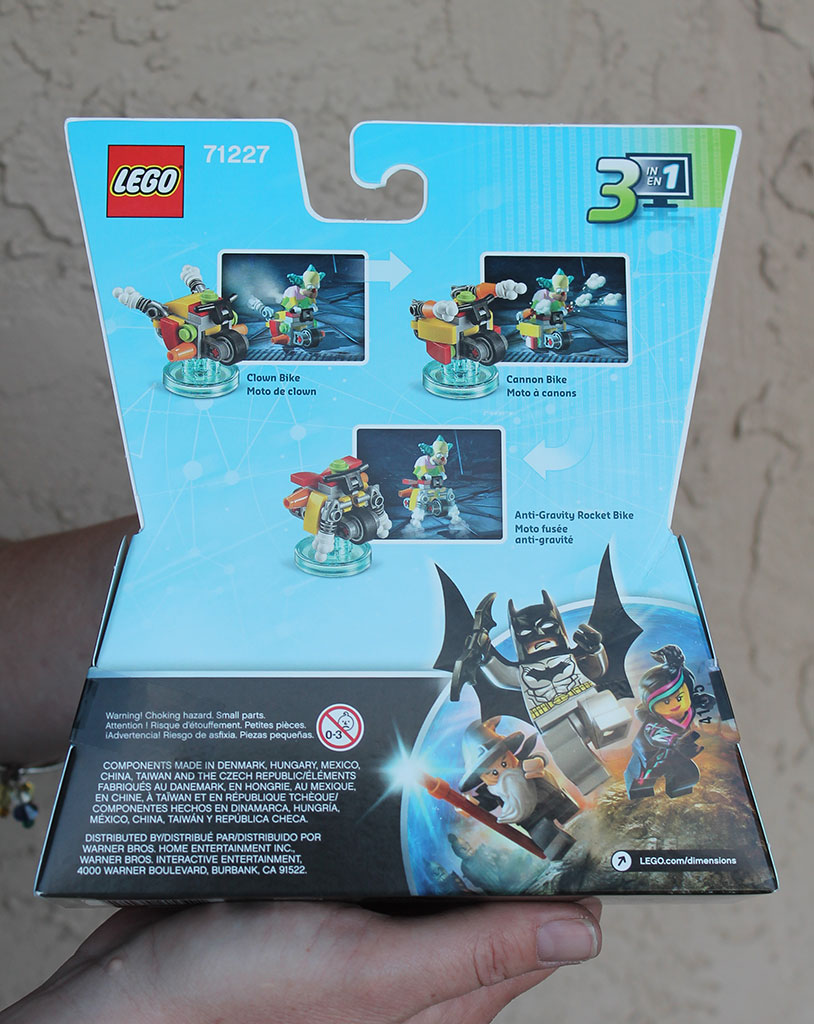 LEGO
71227
3 IN EN 1
Clown Bike
Moto de clown
Cannon Bike
Moto à canons
Anti-Gravity Rocket Bike
Moto fusée
anti-gravité
Warning! Choking hazard. Small parts.
Attention ! Risque d'étouffement. Petites pièces.
¡Advertencia! Riesgo de asfixia. Piezas pequeñas.
0-3
COMPONENTS MADE IN DENMARK, HUNGARY, MEXICO,
CHINA, TAIWAN AND THE CZECH REPUBLIC/ÉLÉMENTS
FABRIQUÉS AU DANEMARK, EN HONGRIE, AU MEXIQUE,
EN CHINE, À TAÏWAN ET EN RÉPUBLIQUE TCHÈQUE/
COMPONENTES HECHOS EN DINAMARCA, HUNGRÍA,
MÉXICO, CHINA, TAIWÁN Y REPÚBLICA CHECA.
DISTRIBUTED BY/DISTRIBUÉ PAR/DISTRIBUIDO POR
WARNER BROS. HOME ENTERTAINMENT INC.,
WARNER BROS. INTERACTIVE ENTERTAINMENT,
4000 WARNER BOULEVARD, BURBANK, CA 91522.
LEGO.com/dimensions